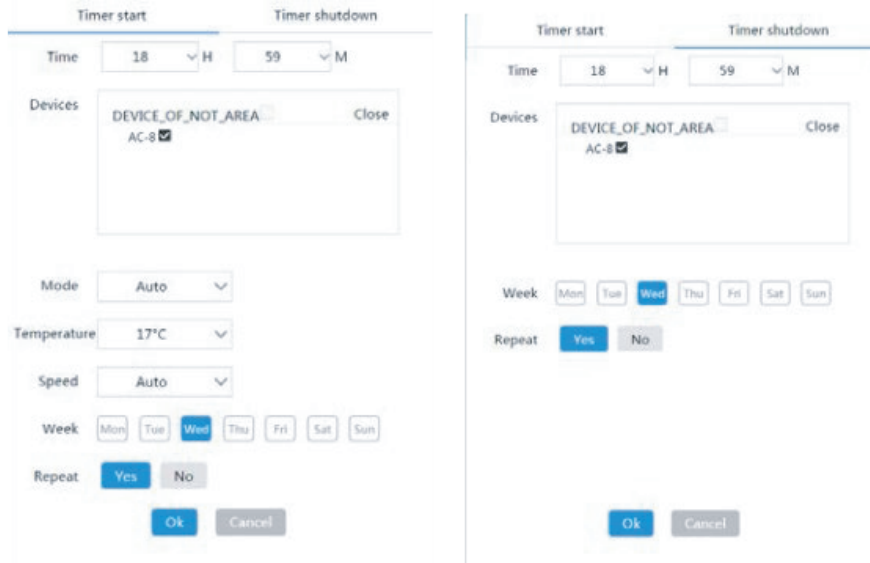 Timer start Timer shutdown
Time 18 H 59 M
Devices DEVICE_OF_NOT_AREA Close
AC-8
Mode Auto
Temperature 17°C
Speed Auto
Week Mon Tue Wed Thu Fri Sat Sun
Repeat Yes No
Ok Cancel
Timer start Timer shutdown
Time 18 H 59 M
Devices DEVICE_OF_NOT_AREA Close
AC-8
Week Mon Tue Wed Thu Fri Sat Sun
Repeat Yes No
Ok Cancel